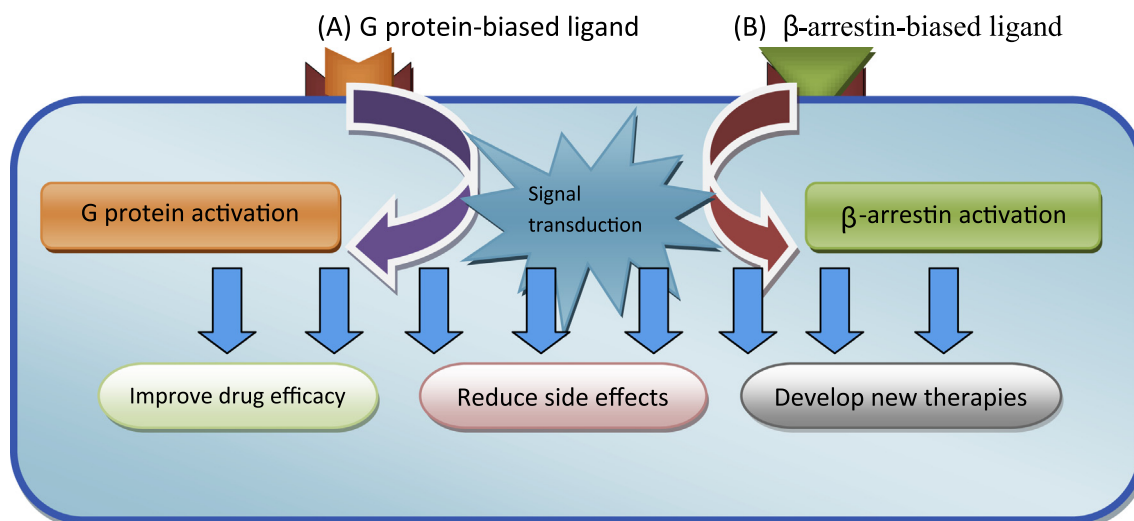 (A) G protein-biased ligand
(B) β-arrestin-biased ligand
Signal
transduction
G protein activation
β-arrestin activation
Improve drug efficacy
Reduce side effects
Develop new therapies